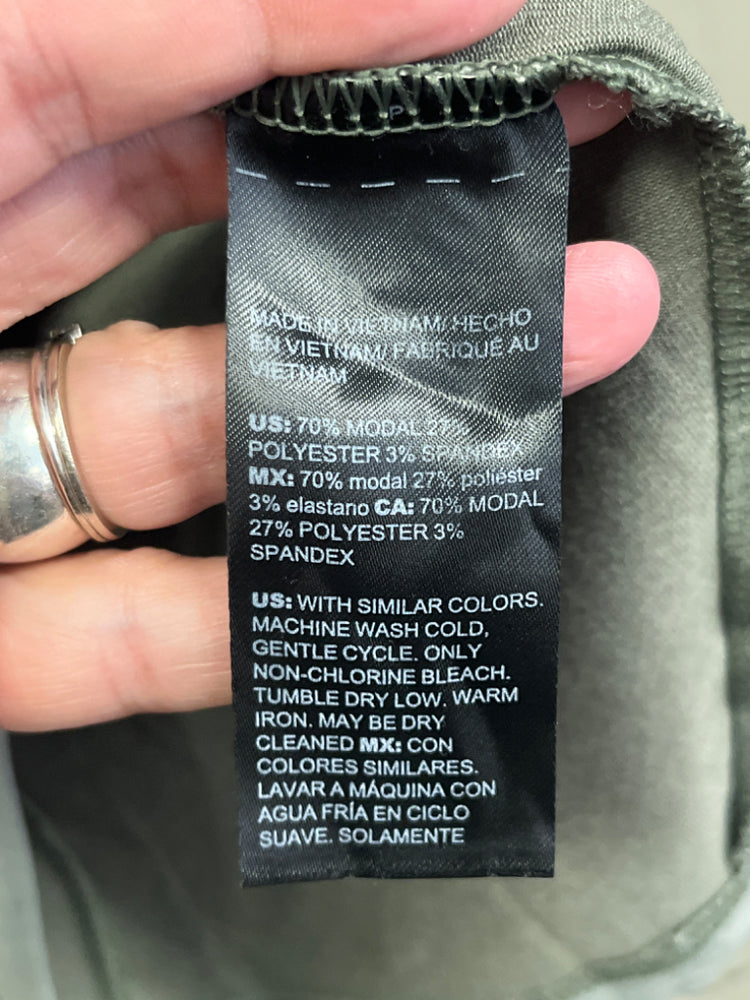 P
MADE IN VIETNAM/ HECHO
EN VIETNAM/ FABRIQUÉ AU
VIETNAM
US: 70% MODAL 27%
POLYESTER 3% SPANDEX
MX: 70% modal 27% poliéster
3% elastano CA: 70% MODAL
27% POLYESTER 3%
SPANDEX
US: WITH SIMILAR COLORS.
MACHINE WASH COLD,
GENTLE CYCLE. ONLY
NON-CHLORINE BLEACH.
TUMBLE DRY LOW. WARM
IRON. MAY BE DRY
CLEANED MX: CON
COLORES SIMILARES.
LAVAR A MÁQUINA CON
AGUA FRÍA EN CICLO
SUAVE. SOLAMENTE